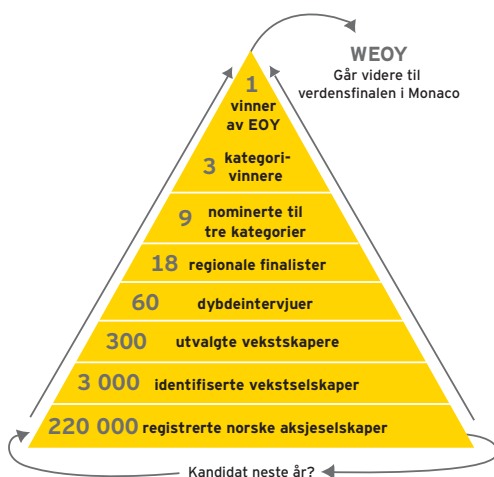 WEOY
Går videre til
verdensfinalen i Monaco
1
vinner
av EOY
3 kategori-
vinnere
9 nominerte til
tre kategorier
18 regionale finalister
60 dybdeintervjuer
300 utvalgte vekstskapere
3 000 identifiserte vekstselskaper
220 000 registrerte norske aksjeselskaper
Kandidat neste år?